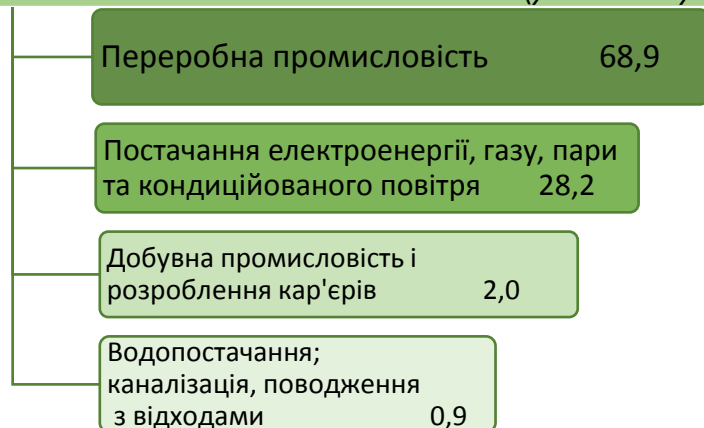 Переробна промисловість 68,9
Постачання електроенергії, газу, пари
та кондиційованого повітря 28,2
Добувна промисловість і
розроблення кар'єрів 2,0
Водопостачання;
каналізація, поводження
з відходами 0,9